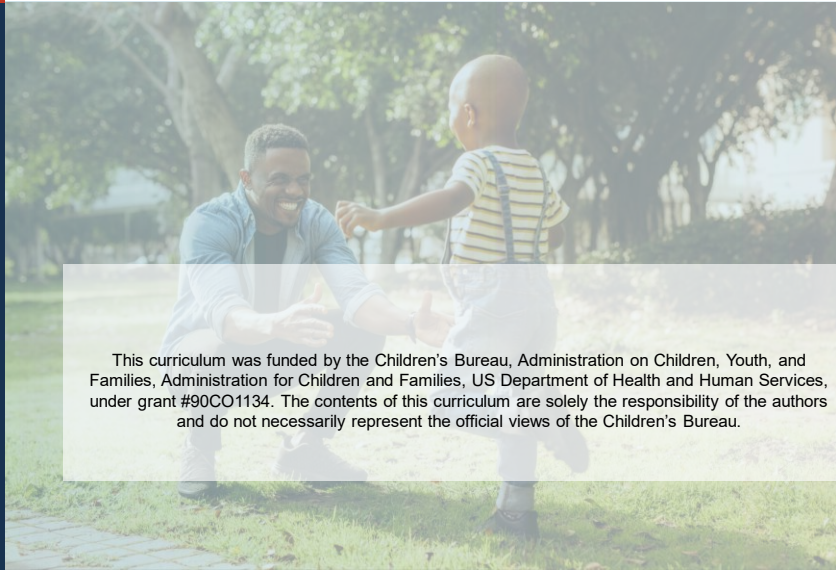 This curriculum was funded by the Children’s Bureau, Administration on Children, Youth, and
Families, Administration for Children and Families, US Department of Health and Human Services,
under grant #90CO1134. The contents of this curriculum are solely the responsibility of the authors
and do not necessarily represent the official views of the Children’s Bureau.